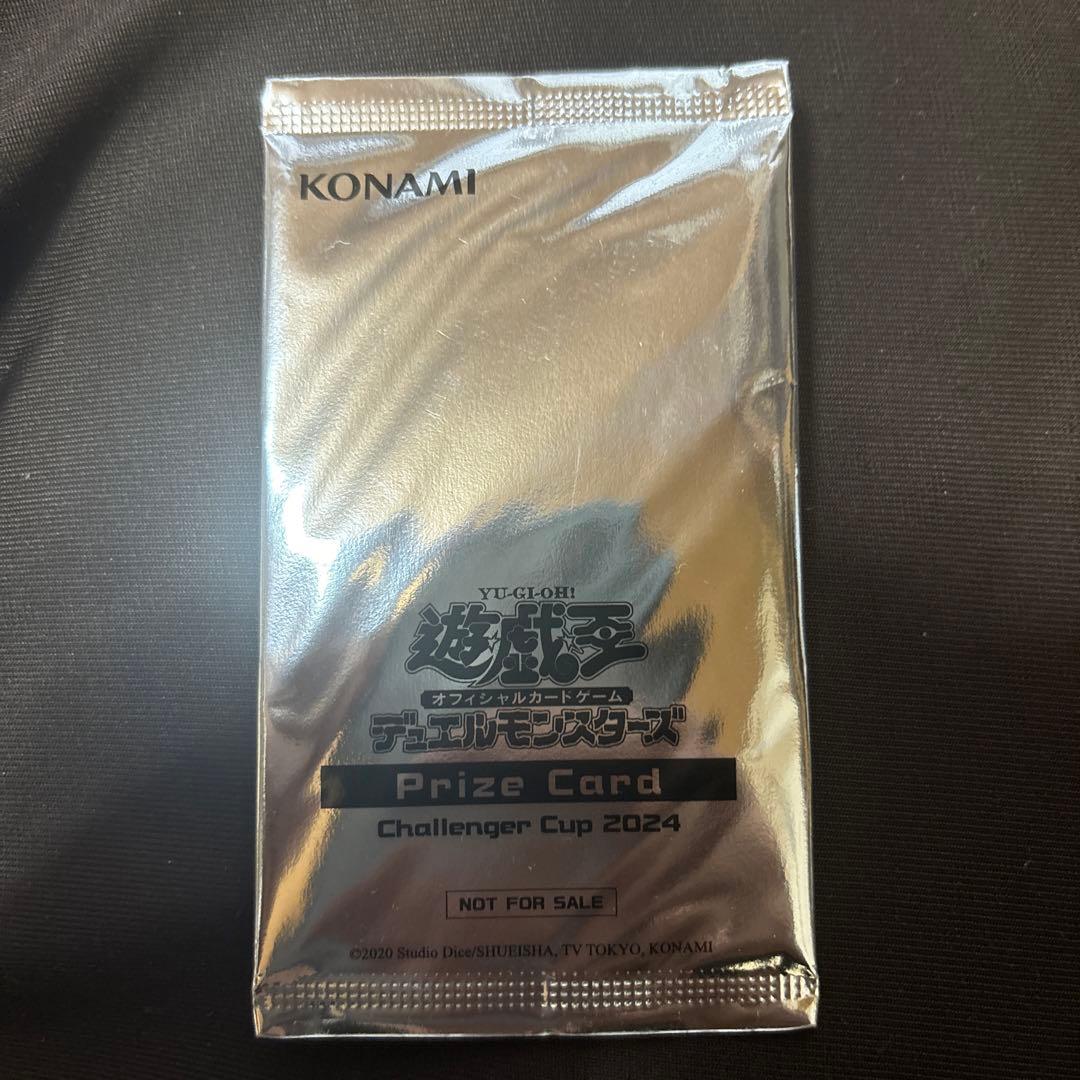 KONAMI
YU-GI-OH!
遊戯王
オフィシャルカードゲーム
デュエルモンスターズ
Prize Card
Challenger Cup 2024
NOT FOR SALE
©2020 Studio Dice/SHUEISHA, TV TOKYO, KONAMI